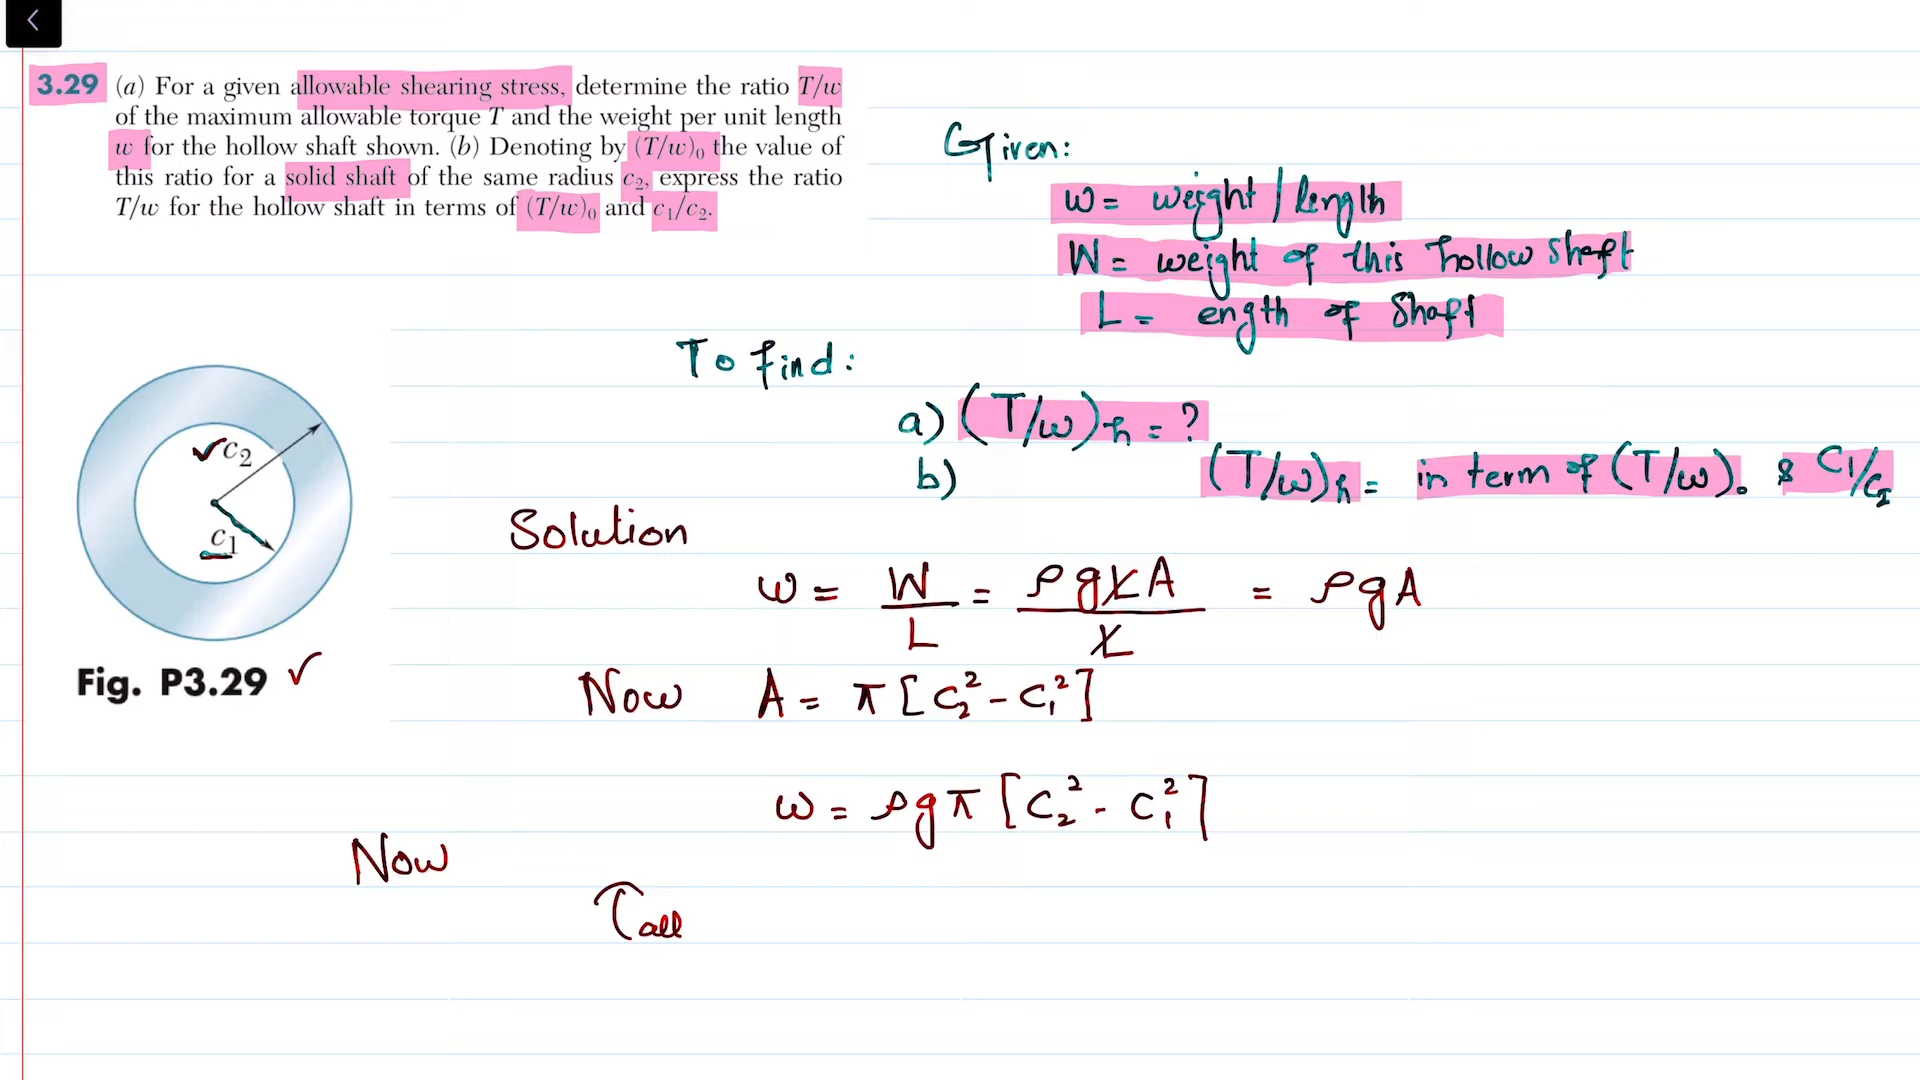 3.29 (a) For a given allowable shearing stress, determine the ratio T/w
of the maximum allowable torque T and the weight per unit length
w for the hollow shaft shown. (b) Denoting by (T/w)₀ the value of
this ratio for a solid shaft of the same radius c₂, express the ratio
T/w for the hollow shaft in terms of (T/w)₀ and c₁/c₂.
Given:
w = weight / length
W = weight of this hollow shaft
L = ength of shaft
To find:
a) (T/w)h = ?
b) (T/w)h = in term of (T/w)₀ & C1/C2
✓c₂
c₁
Fig. P3.29 ✓
Solution
w = W/L = ρgLA/L = ρgA
Now A = π[C₂² - C₁²]
w = ρgπ[C₂² - C₁²]
Now
τall